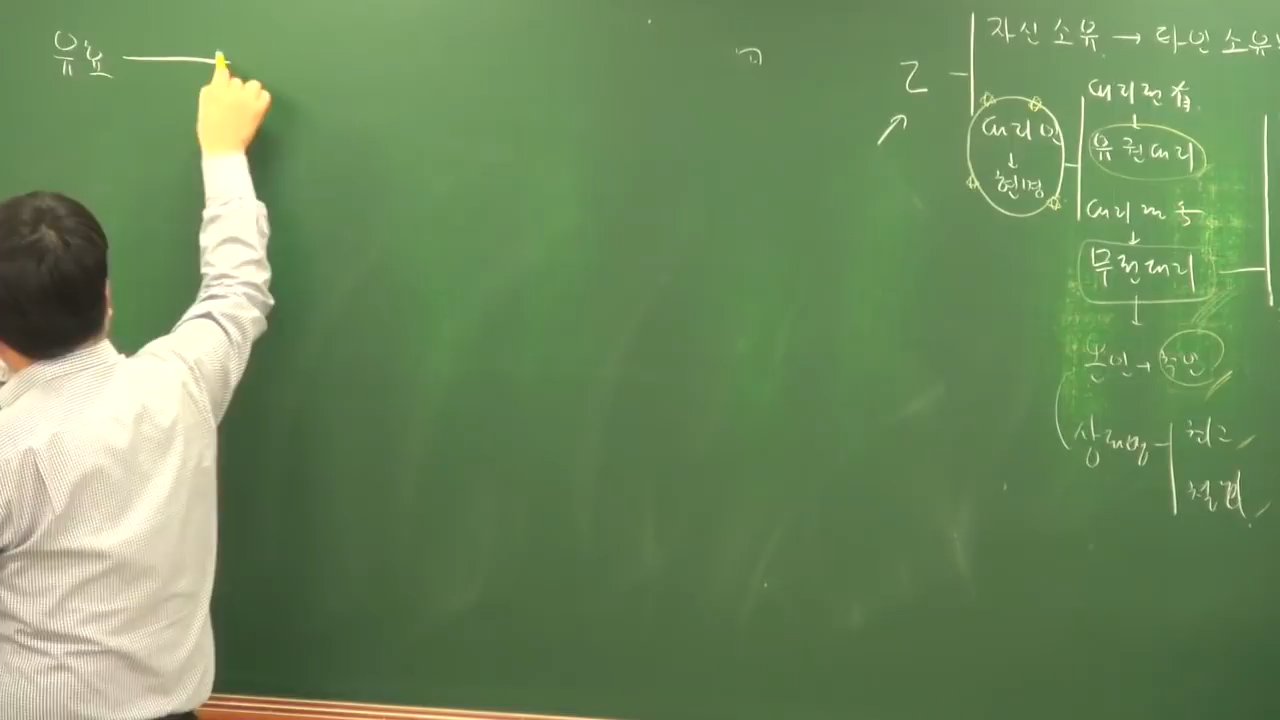 유효
ㄱ
Z
자신 소유 → 타인 소유
대리권 有
↓
유권대리
대리인
↓
현명
대리권 無
↓
무권대리
↓
본인 → 추인
상대방
최고
철회